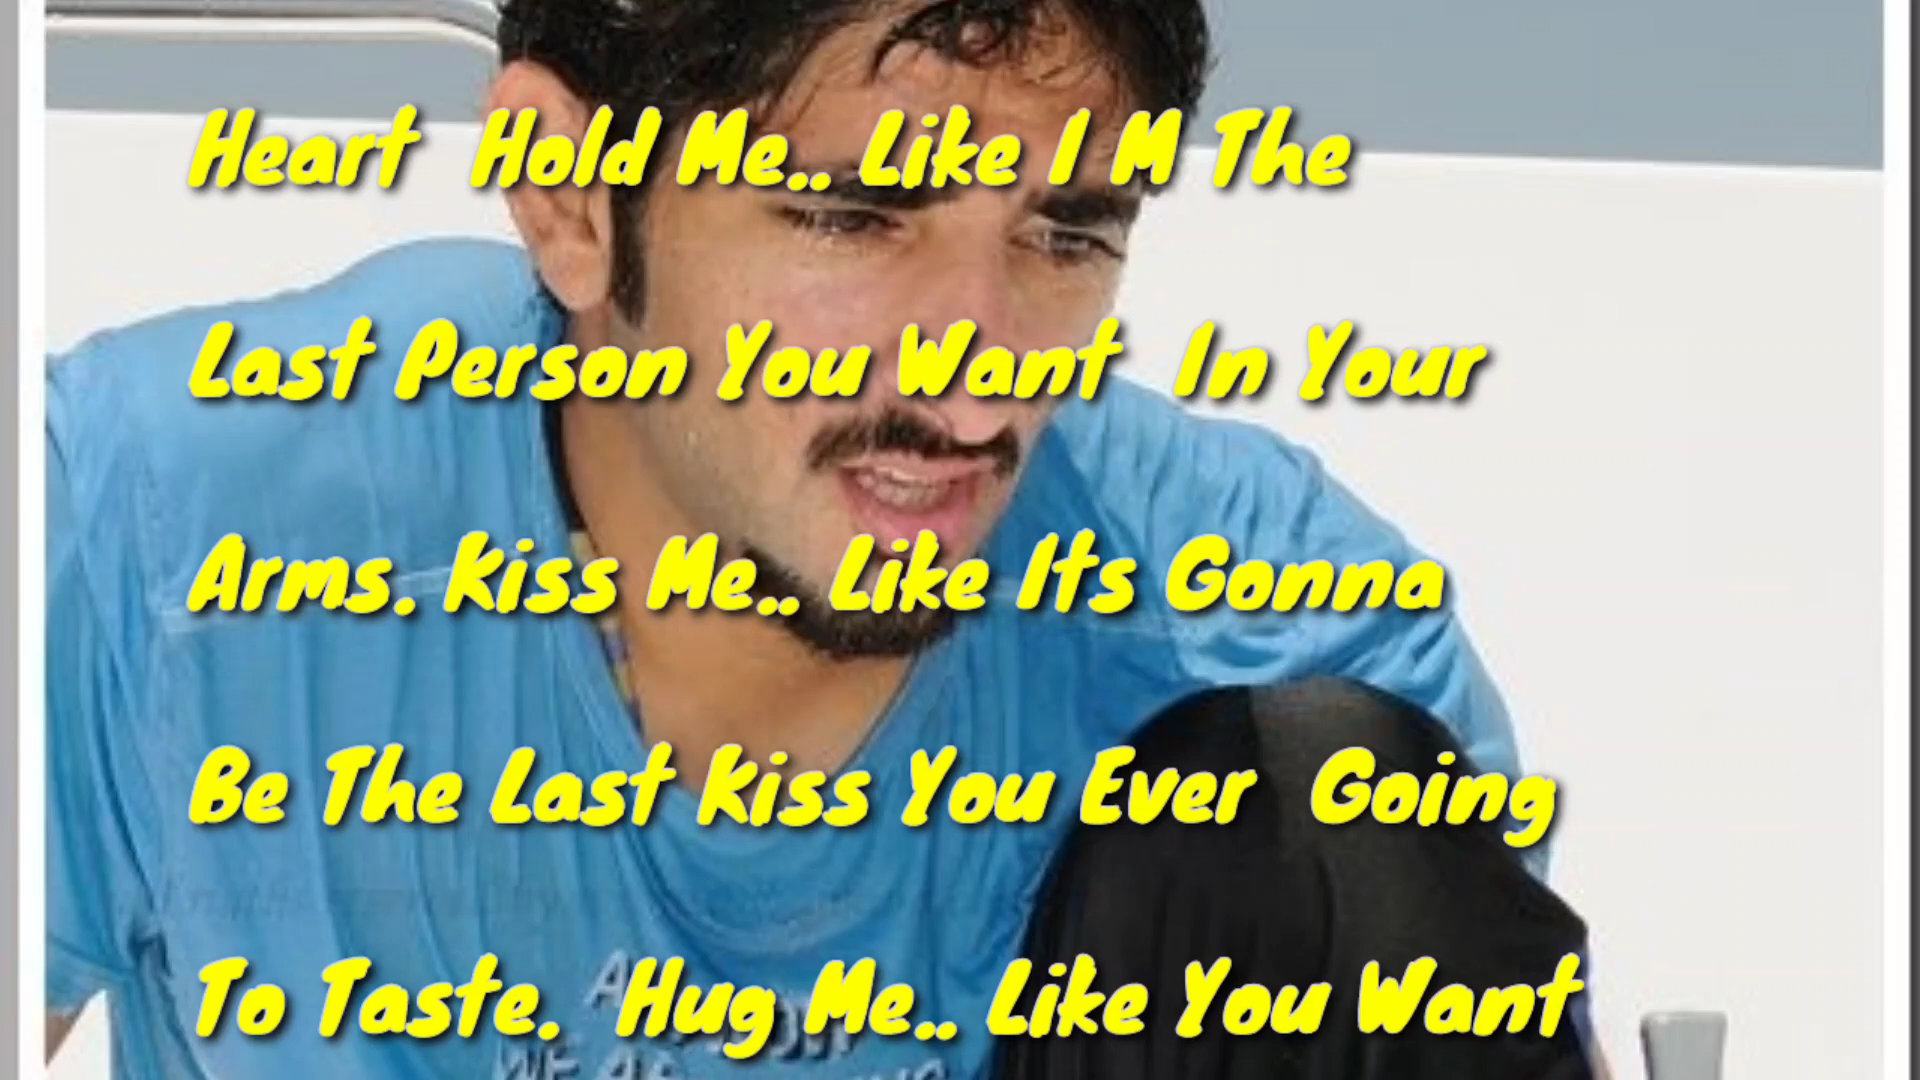 Heart Hold Me.. Like I M The
Last Person You Want In Your
Arms. Kiss Me.. Like Its Gonna
Be The Last Kiss You Ever Going
To Taste. Hug Me.. Like You Want